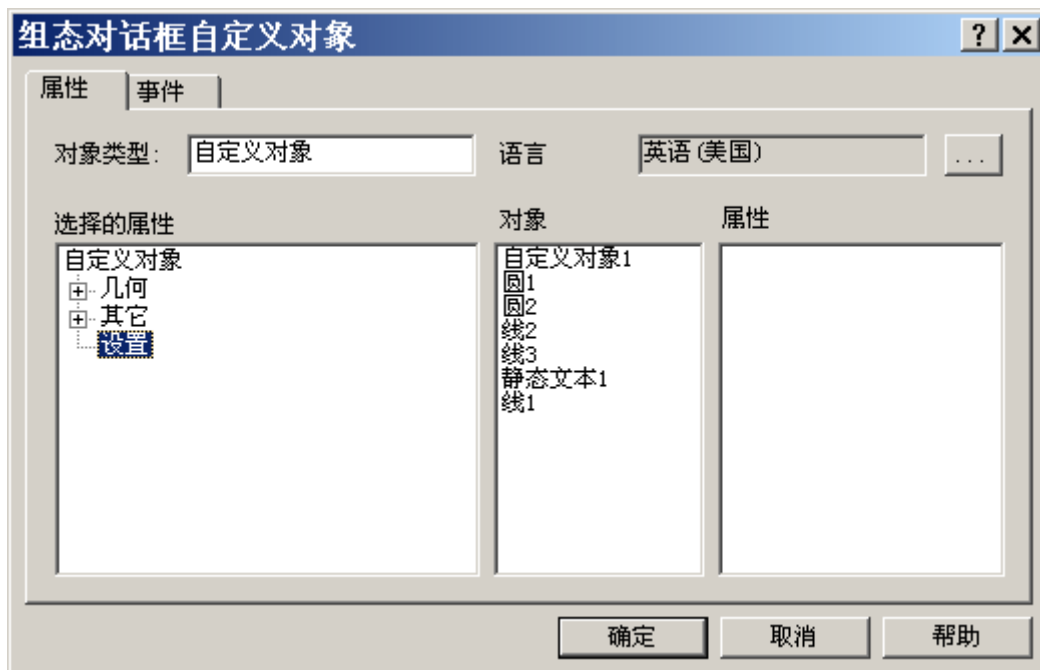 组态对话框自定义对象
属性 事件
对象类型: 自定义对象 语言 英语(美国) ...
选择的属性 对象 属性
自定义对象
几何
其它
设置
自定义对象1
圆1
圆2
线2
线3
静态文本1
线1
确定 取消 帮助